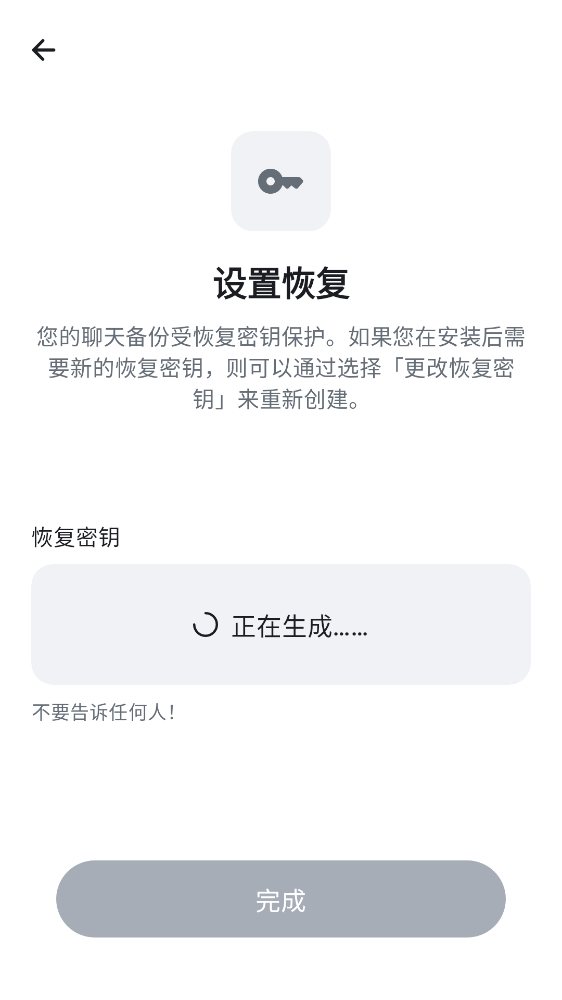 设置恢复
您的聊天备份受恢复密钥保护。如果您在安装后需
要新的恢复密钥，则可以通过选择「更改恢复密
钥」来重新创建。
恢复密钥
正在生成……
不要告诉任何人！
完成